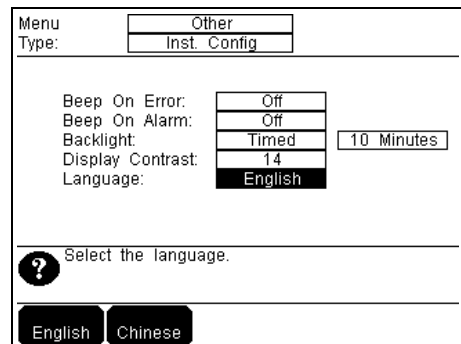 Menu Other
Type: Inst. Config
Beep On Error: Off
Beep On Alarm: Off
Backlight: Timed 10 Minutes
Display Contrast: 14
Language: English
? Select the language.
English Chinese